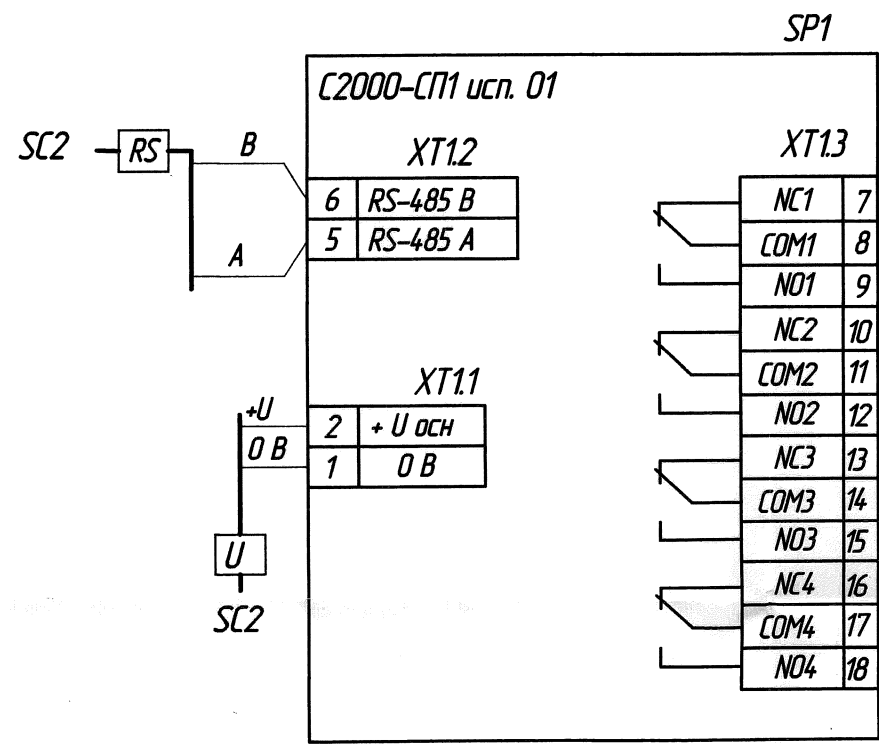 SP1
С2000-СП1 исп. 01
SC2
RS
B
A
XT1.2
6 RS-485 B
5 RS-485 A
XT1.1
+U
0 В
2 + U осн
1 0 В
U
SC2
XT1.3
NC1 7
COM1 8
NO1 9
NC2 10
COM2 11
NO2 12
NC3 13
COM3 14
NO3 15
NC4 16
COM4 17
NO4 18